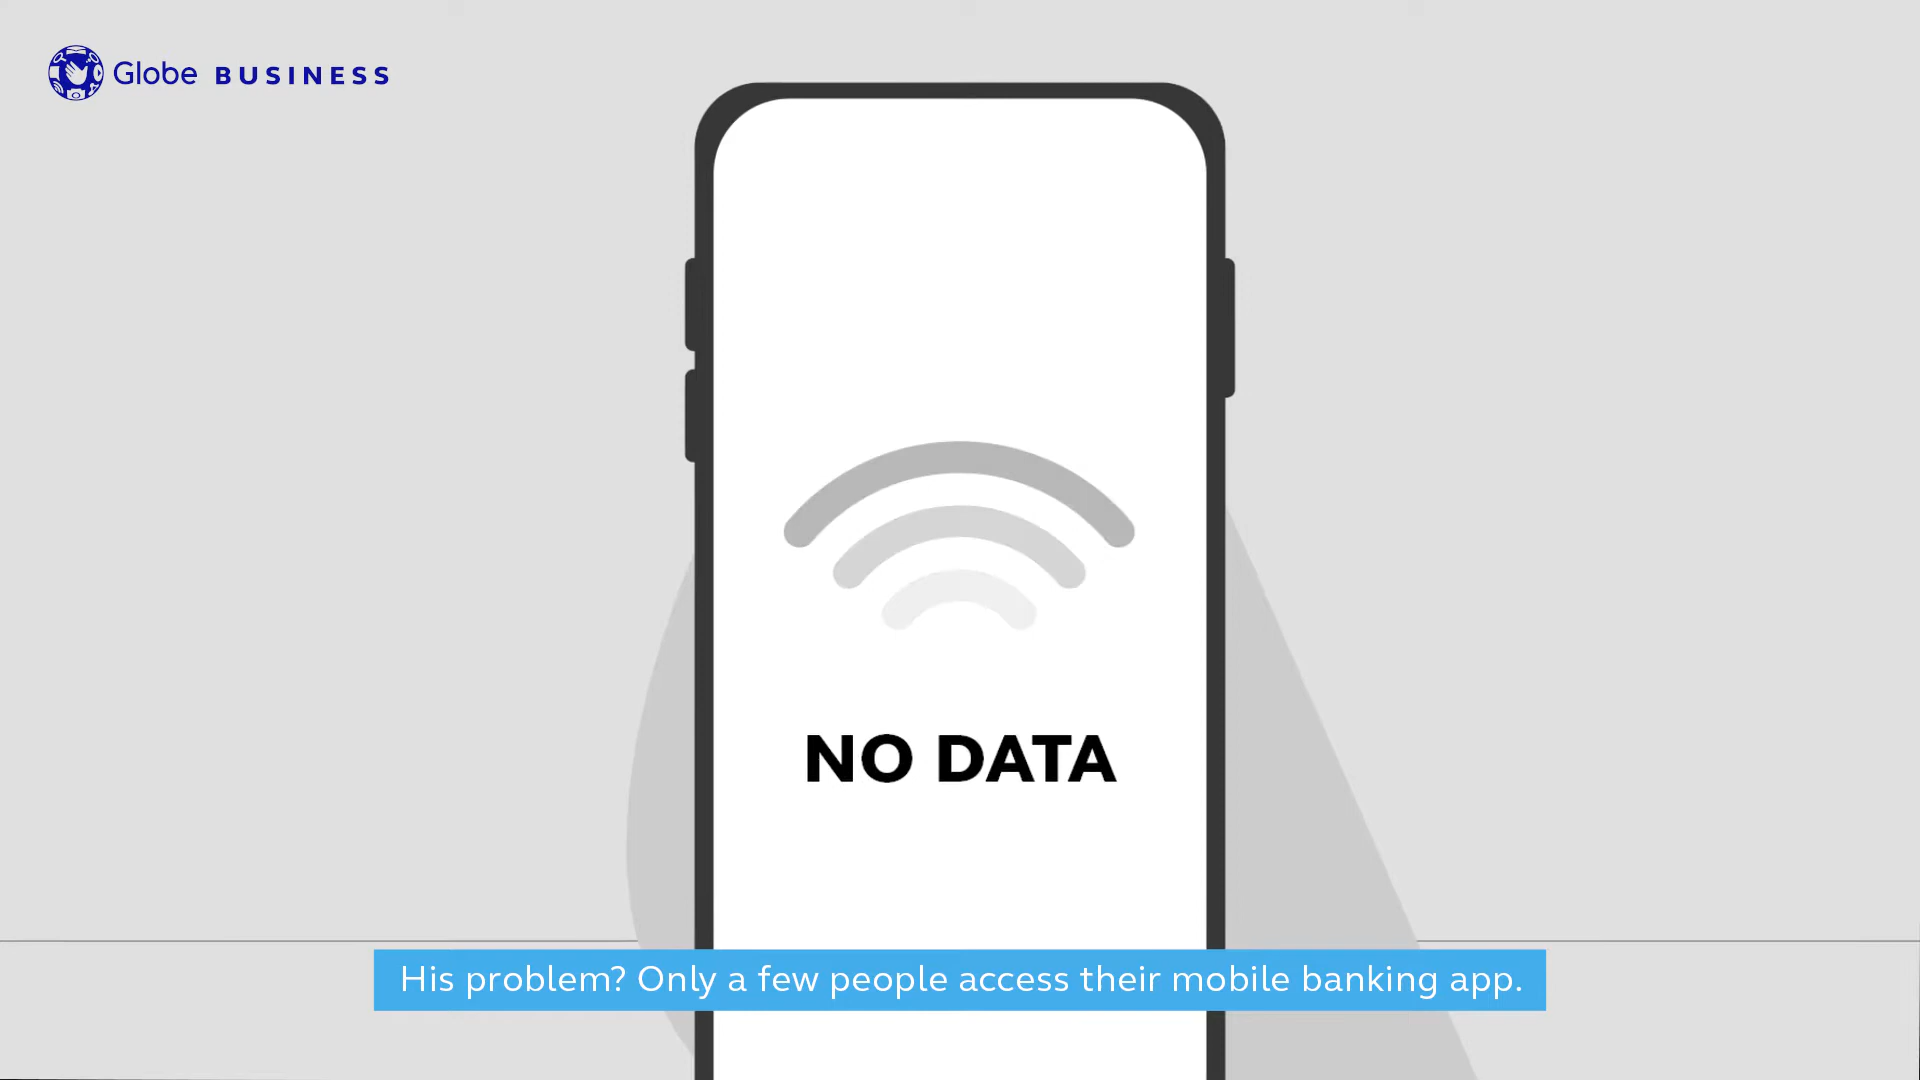 Globe BUSINESS
NO DATA
His problem? Only a few people access their mobile banking app.